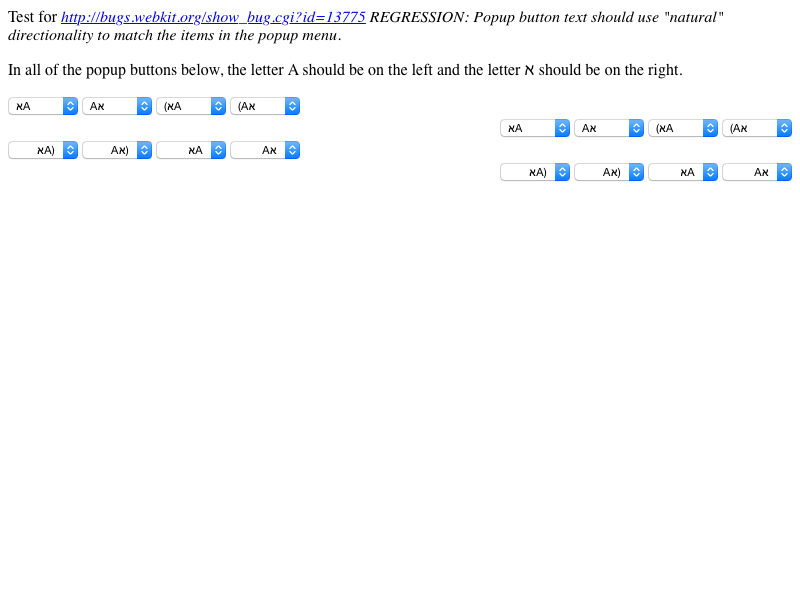 Test for http://bugs.webkit.org/show_bug.cgi?id=13775 REGRESSION: Popup button text should use "natural"
directionality to match the items in the popup menu.
In all of the popup buttons below, the letter A should be on the left and the letter א should be on the right.
אA Aא (אA (Aא
אA Aא (אA (Aא
אA) Aא) אA Aא
אA) Aא) אA Aא